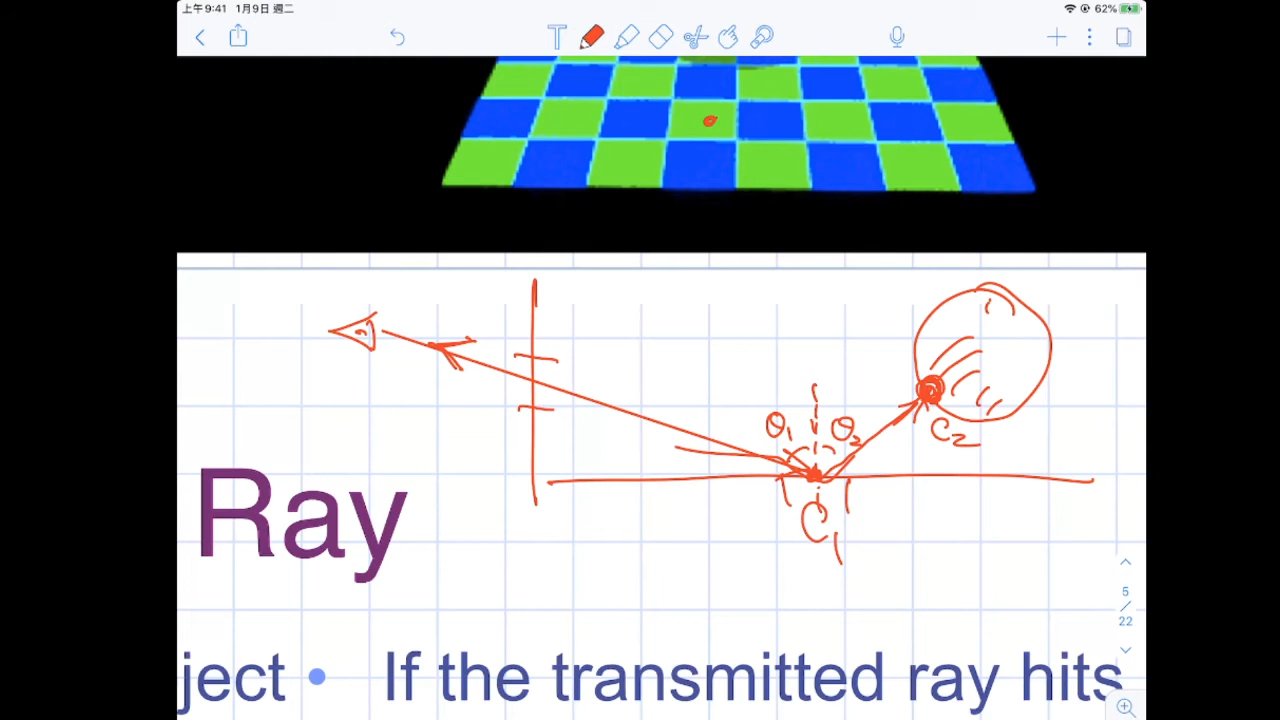 上午9:41 1月9日 週二
62%
T
θ₁ θ₂
C₂
C₁
Ray
5
/
22
ject • If the transmitted ray hits